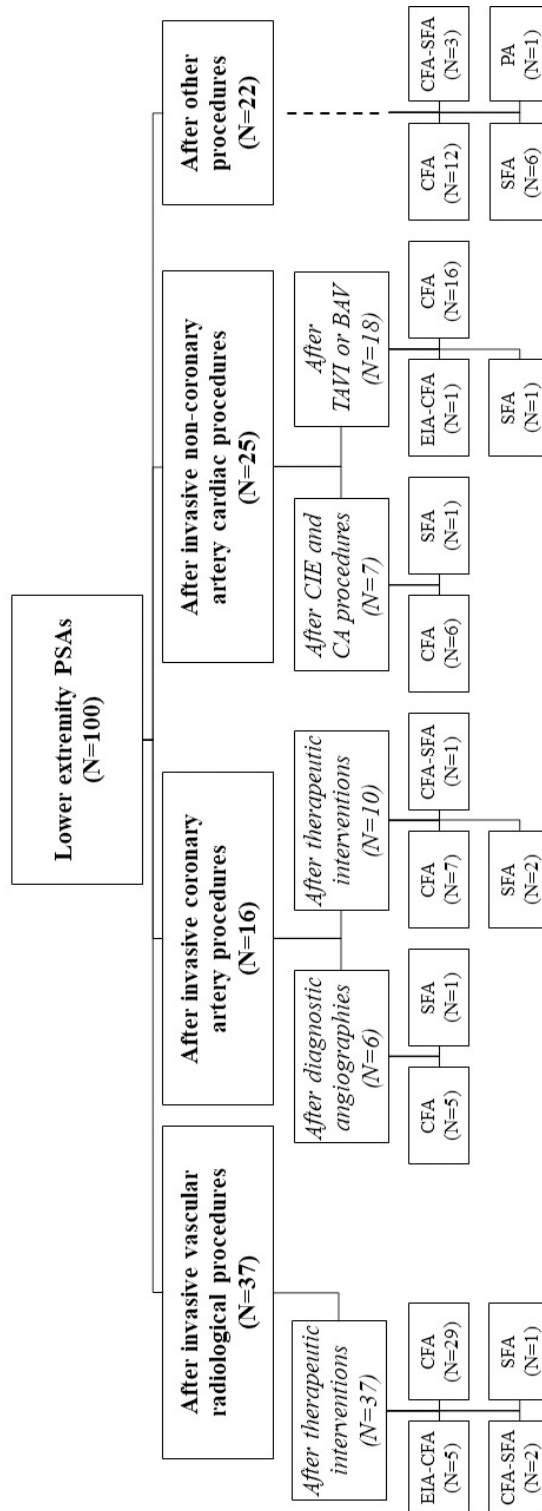 Lower extremity PSAs
(N=100)
After invasive vascular
radiological procedures
(N=37)
After invasive coronary
artery procedures
(N=16)
After invasive non-coronary
artery cardiac procedures
(N=25)
After other
procedures
(N=22)
After therapeutic
interventions
(N=37)
After diagnostic
angiographies
(N=6)
After therapeutic
interventions
(N=10)
After CIE and
CA procedures
(N=7)
After
TAVI or BAV
(N=18)
EIA-CFA
(N=5)
CFA
(N=29)
CFA-SFA
(N=2)
SFA
(N=1)
CFA
(N=5)
SFA
(N=1)
CFA
(N=7)
CFA-SFA
(N=1)
SFA
(N=2)
CFA
(N=6)
SFA
(N=1)
EIA-CFA
(N=1)
CFA
(N=16)
SFA
(N=1)
CFA
(N=12)
CFA-SFA
(N=3)
SFA
(N=6)
PA
(N=1)